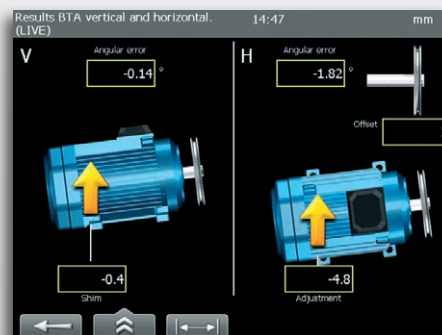 Results BTA vertical and horizontal.
(LIVE)
14:47
mm
V
Angular error
-0.14 °
-0.4
Shim
H
Angular error
-1.82 °
Offset
-4.8
Adjustment